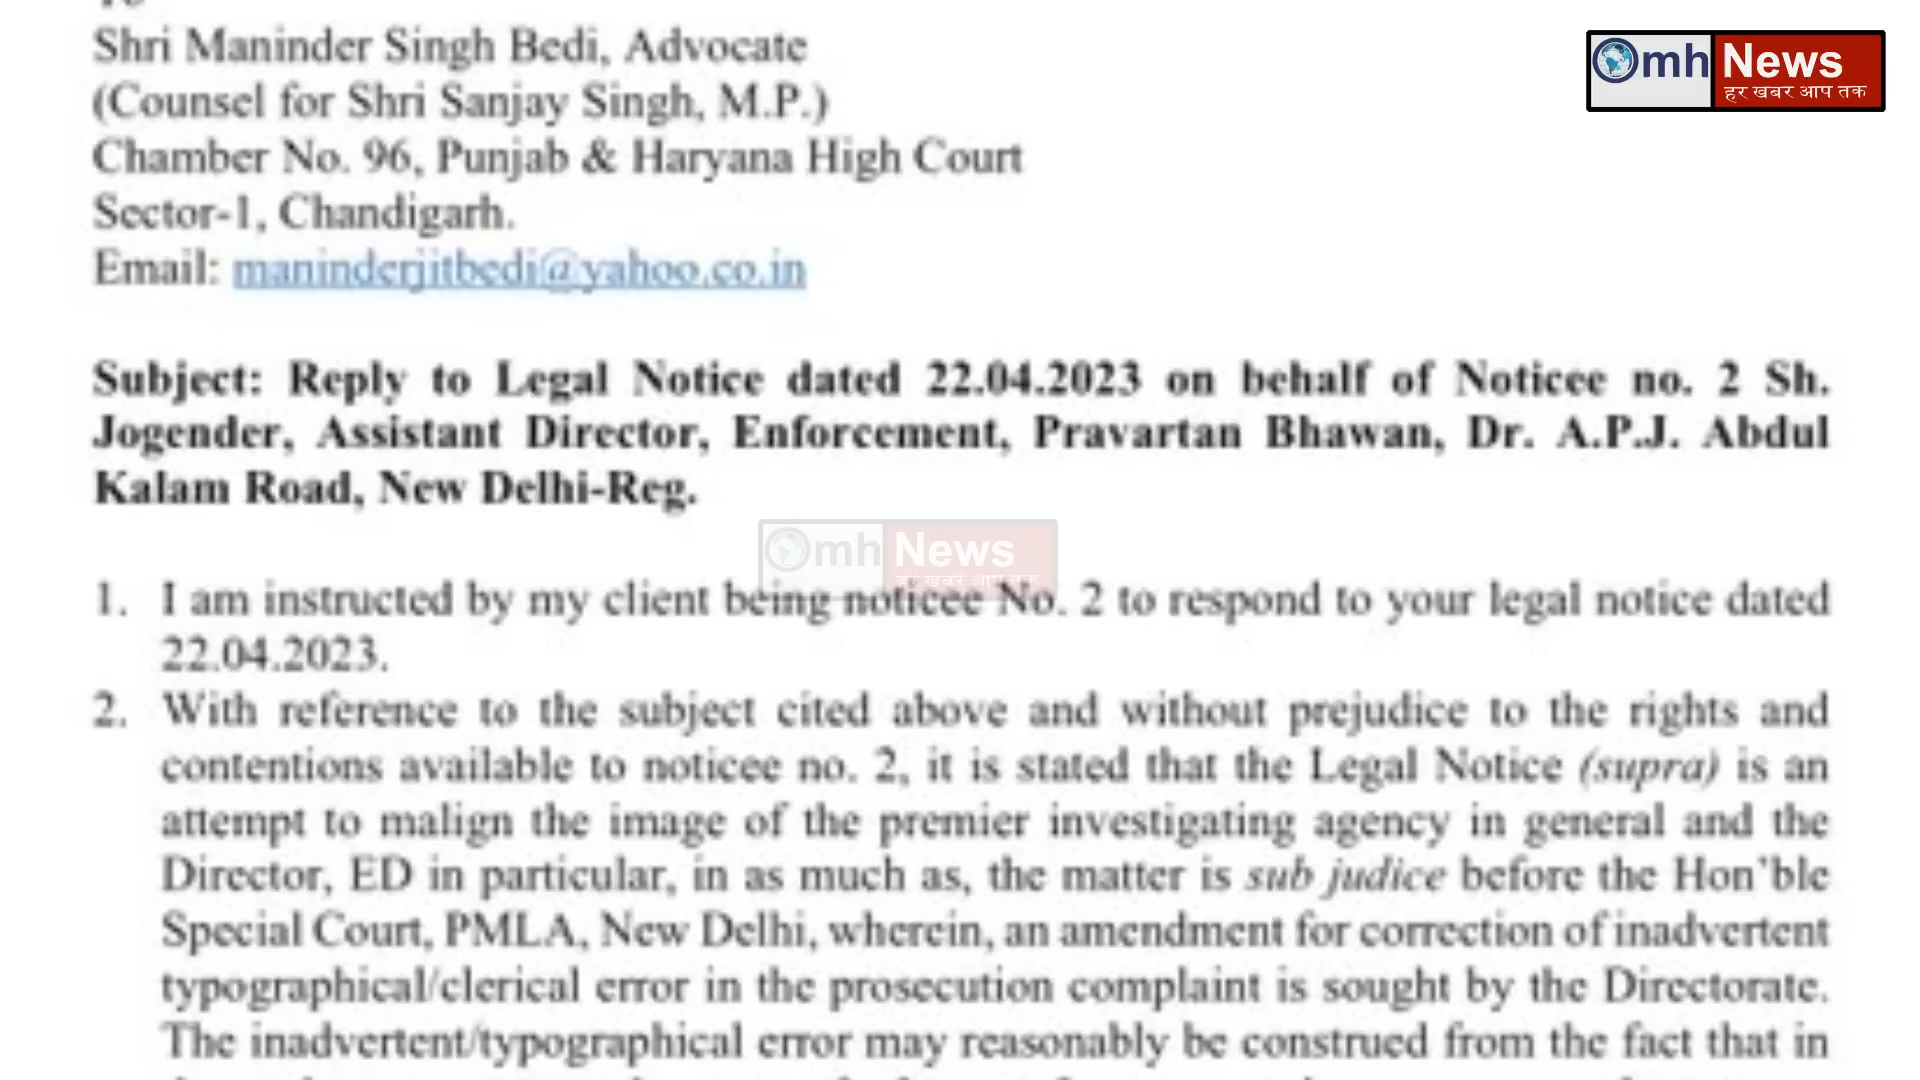 Shri Maninder Singh Bedi, Advocate
(Counsel for Shri Sanjay Singh, M.P.)
Chamber No. 96, Punjab & Haryana High Court
Sector-1, Chandigarh.
Email: maninderjitbedi@yahoo.co.in
Omh News
हर खबर आप तक
Subject: Reply to Legal Notice dated 22.04.2023 on behalf of Noticee no. 2 Sh.
Jogender, Assistant Director, Enforcement, Pravartan Bhawan, Dr. A.P.J. Abdul
Kalam Road, New Delhi-Reg.
Omh News
हर खबर आप तक
1. I am instructed by my client being noticee No. 2 to respond to your legal notice dated
22.04.2023.
2. With reference to the subject cited above and without prejudice to the rights and
contentions available to noticee no. 2, it is stated that the Legal Notice (supra) is an
attempt to malign the image of the premier investigating agency in general and the
Director, ED in particular, in as much as, the matter is sub judice before the Hon'ble
Special Court, PMLA, New Delhi, wherein, an amendment for correction of inadvertent
typographical/clerical error in the prosecution complaint is sought by the Directorate.
The inadvertent/typographical error may reasonably be construed from the fact that in